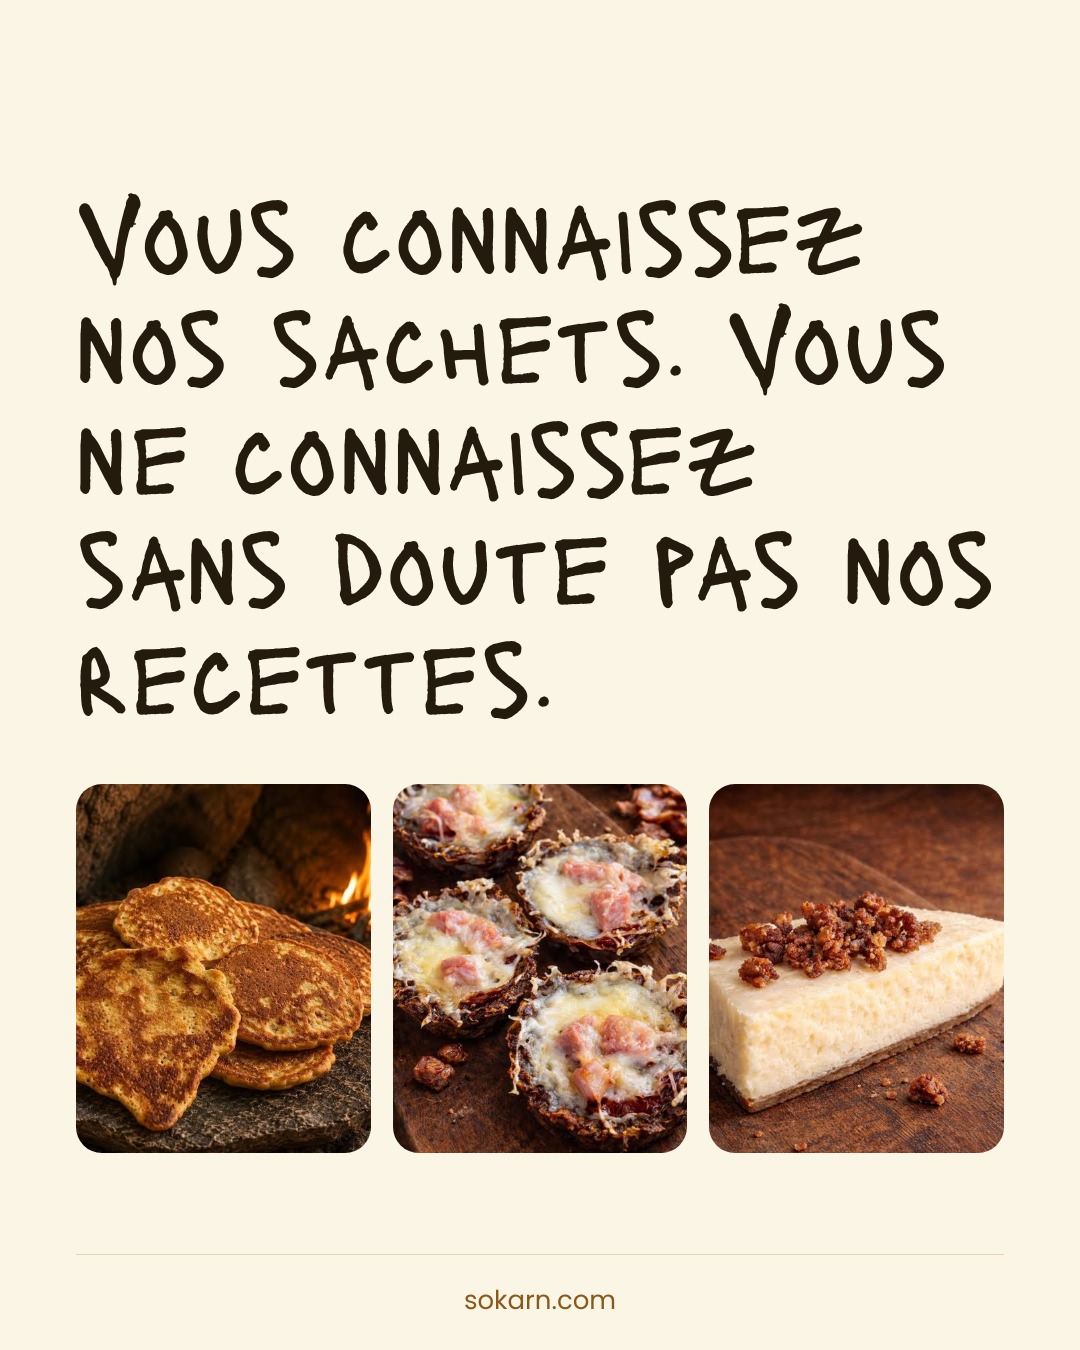 Vous connaissez
nos sachets. Vous
ne connaissez
sans doute pas nos
recettes.
sokarn.com